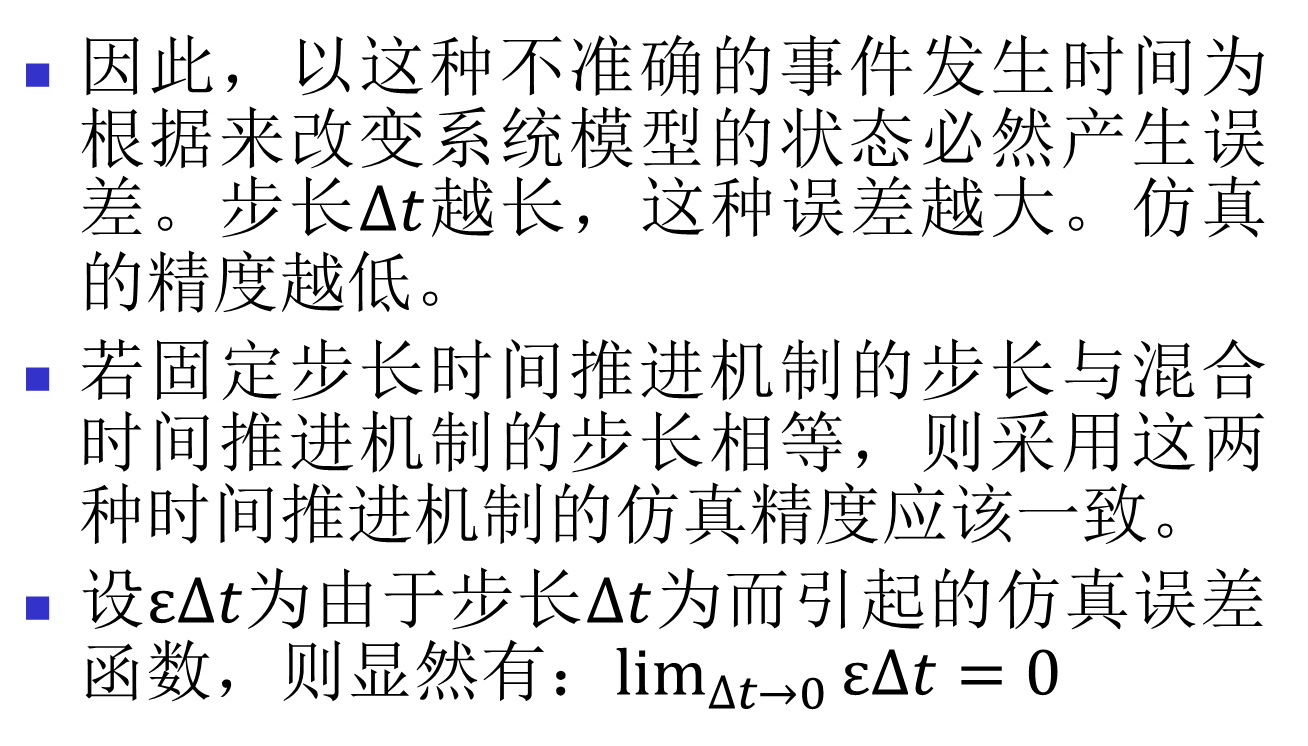 因此，以这种不准确的事件发生时间为
根据来改变系统模型的状态必然产生误
差。步长Δt越长，这种误差越大。仿真
的精度越低。
若固定步长时间推进机制的步长与混合
时间推进机制的步长相等，则采用这两
种时间推进机制的仿真精度应该一致。
设εΔt为由于步长Δt为而引起的仿真误差
函数，则显然有：lim_{Δt→0} εΔt = 0